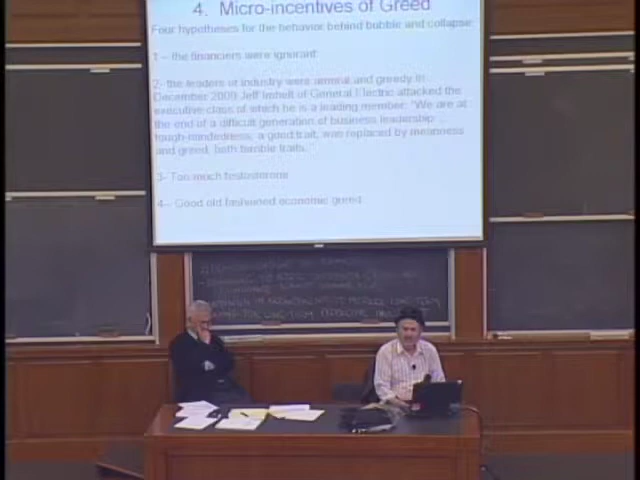 4. Micro-incentives of Greed
Four hypotheses for the behavior behind bubble and collapse:
1 – the financiers were ignorant
2- the leaders of industry were amoral and greedy. In
December 2009 Jeff Imhelt of General Electric attacked the
executive class of which he is a leading member: "We are at
the end of a difficult generation of business leadership ...
tough-mindedness, a good trait, was replaced by meanness
and greed, both terrible traits."
3- Too much testosterone
4-- Good old fashioned economic greed